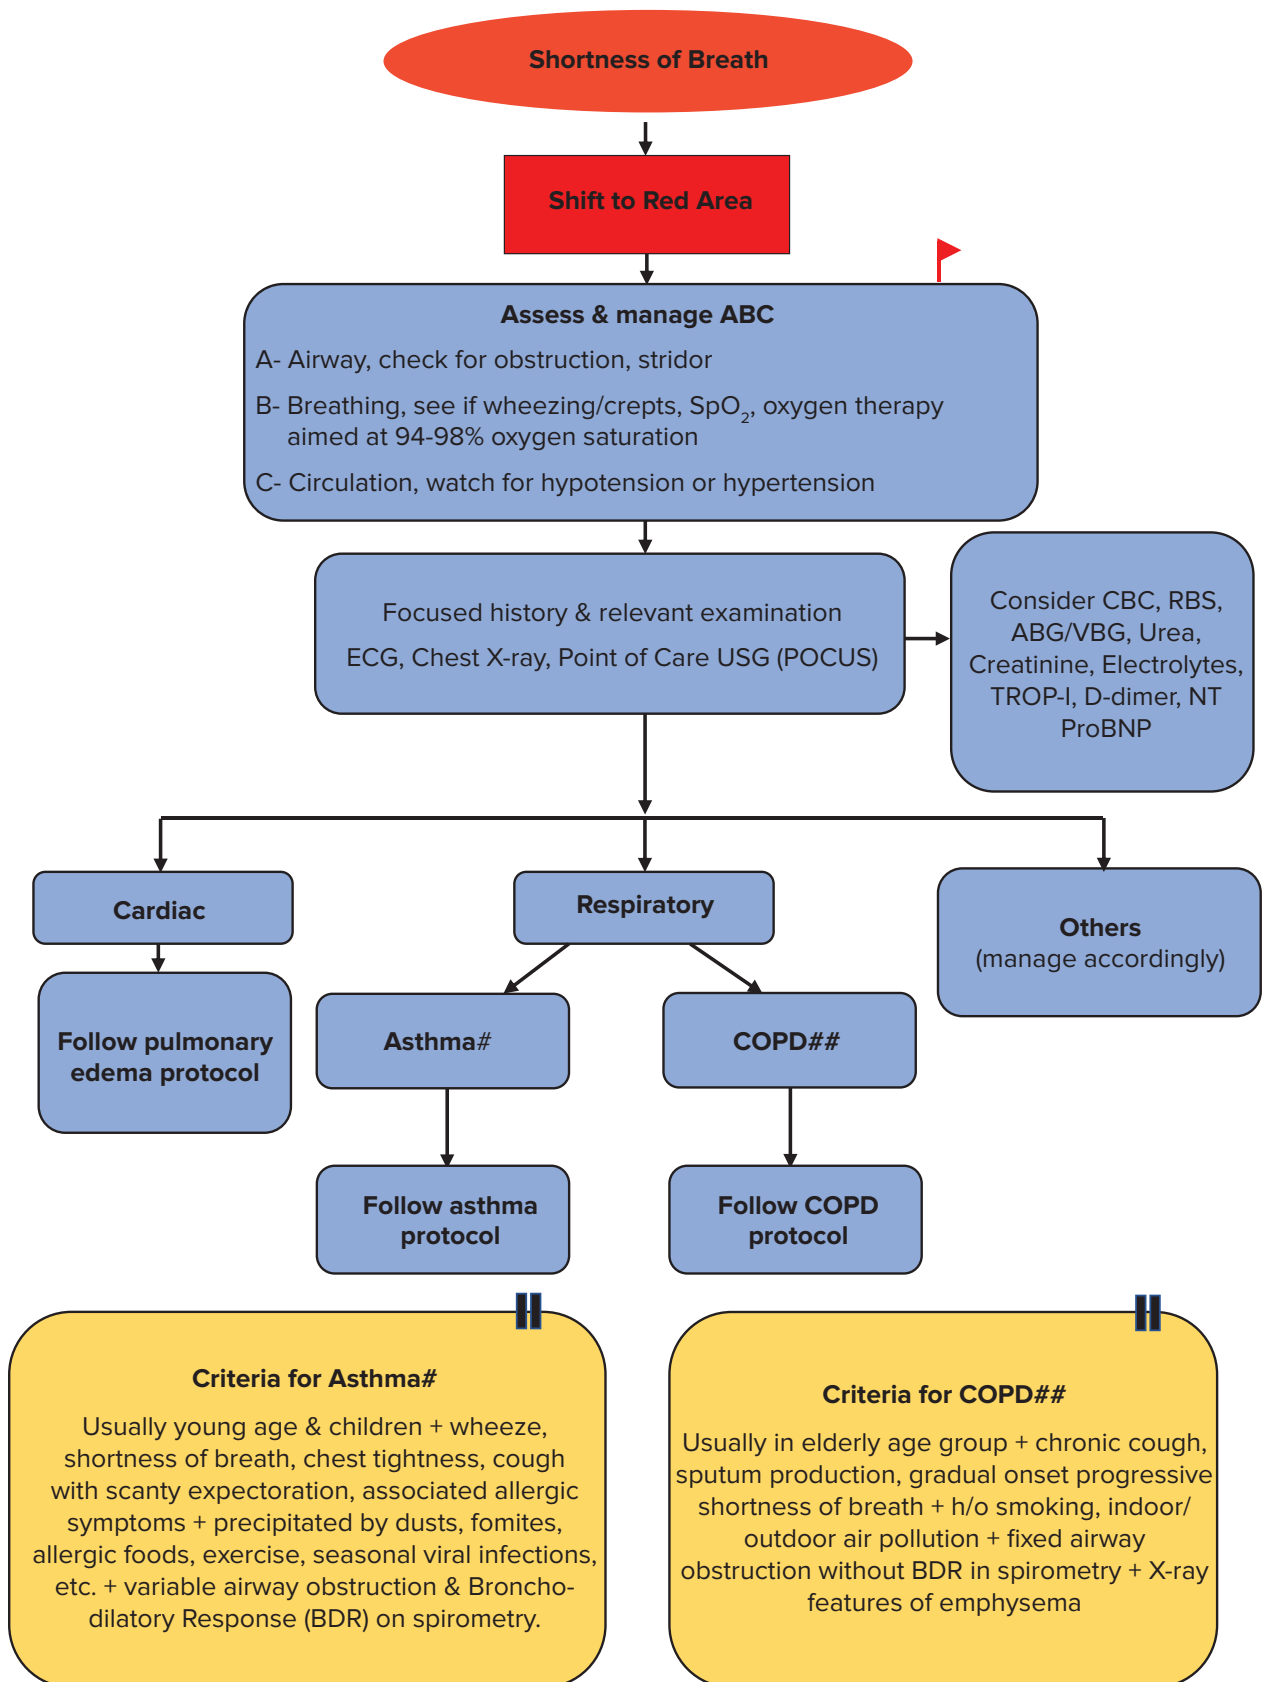 Shortness of Breath
Shift to Red Area
Assess & manage ABC
A- Airway, check for obstruction, stridor
B- Breathing, see if wheezing/crepts, SpO₂, oxygen therapy
aimed at 94-98% oxygen saturation
C- Circulation, watch for hypotension or hypertension
Focused history & relevant examination
ECG, Chest X-ray, Point of Care USG (POCUS)
Consider CBC, RBS,
ABG/VBG, Urea,
Creatinine, Electrolytes,
TROP-I, D-dimer, NT
ProBNP
Cardiac
Respiratory
Others
(manage accordingly)
Follow pulmonary
edema protocol
Asthma#
COPD##
Follow asthma
protocol
Follow COPD
protocol
Criteria for Asthma#
Usually young age & children + wheeze,
shortness of breath, chest tightness, cough
with scanty expectoration, associated allergic
symptoms + precipitated by dusts, fomites,
allergic foods, exercise, seasonal viral infections,
etc. + variable airway obstruction & Broncho-
dilatory Response (BDR) on spirometry.
Criteria for COPD##
Usually in elderly age group + chronic cough,
sputum production, gradual onset progressive
shortness of breath + h/o smoking, indoor/
outdoor air pollution + fixed airway
obstruction without BDR in spirometry + X-ray
features of emphysema